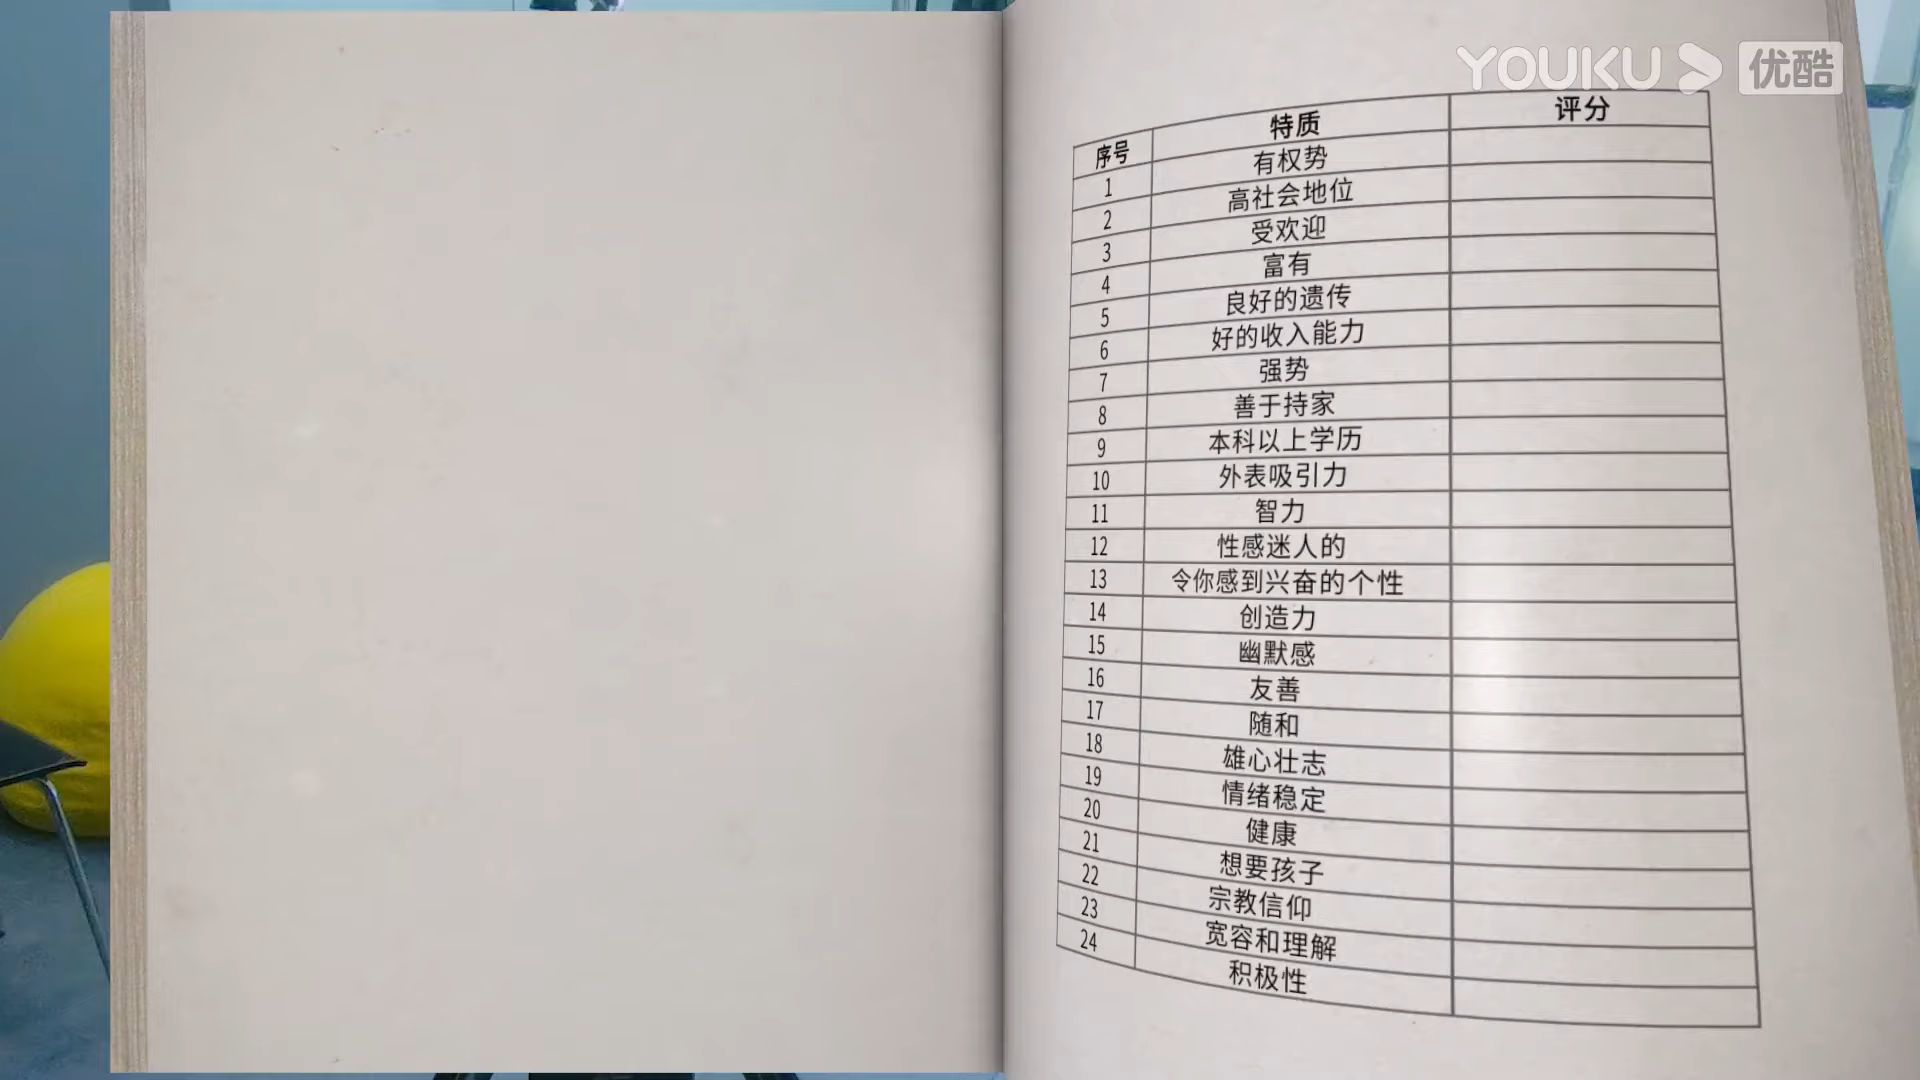 YOUKU 优酷
序号 特质 评分
1 有权势
2 高社会地位
3 受欢迎
4 富有
5 良好的遗传
6 好的收入能力
7 强势
8 善于持家
9 本科以上学历
10 外表吸引力
11 智力
12 性感迷人的
13 令你感到兴奋的个性
14 创造力
15 幽默感
16 友善
17 随和
18 雄心壮志
19 情绪稳定
20 健康
21 想要孩子
22 宗教信仰
23 宽容和理解
24 积极性